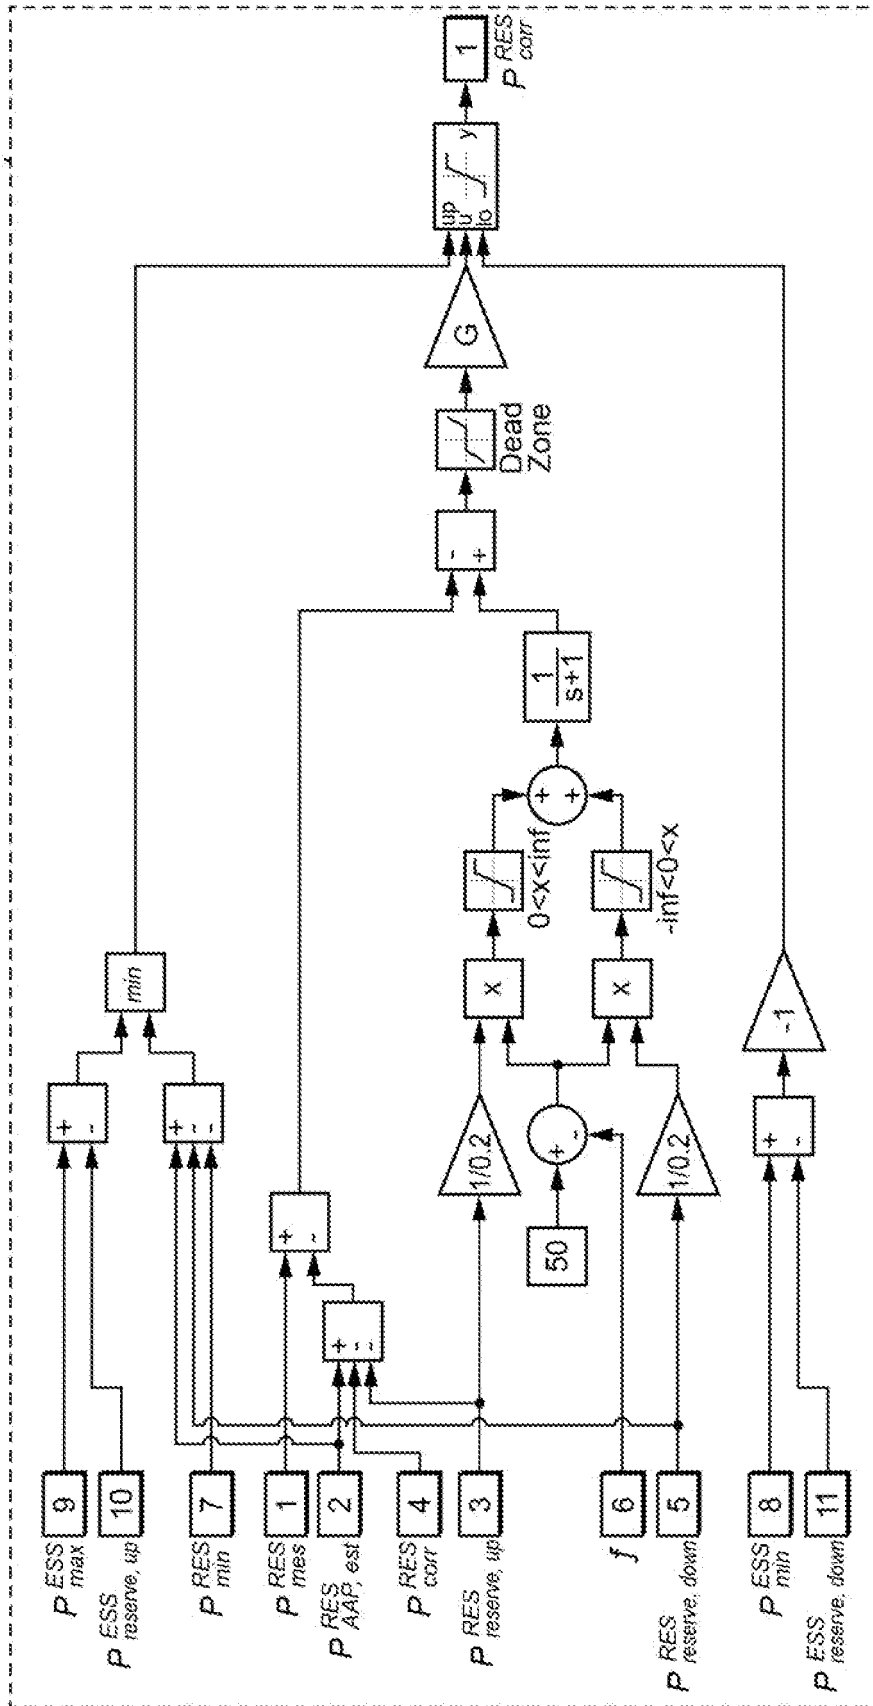 9
P ESS max
+
-
10
P ESS reserve, up
min
+
-
-
7
P RES min
1
P RES mes
+
-
2
P RES AAP, est
+
-
-
4
P RES corr
3
P RES reserve, up
1/0.2
x
0<x<inf
50
+
-
+
+
1
s+1
-
+
Dead
Zone
G
up
u
lo
y
1
P RES corr
6
f
5
P RES reserve, down
1/0.2
x
-inf<0<x
8
P ESS min
+
-
-1
11
P ESS reserve, down